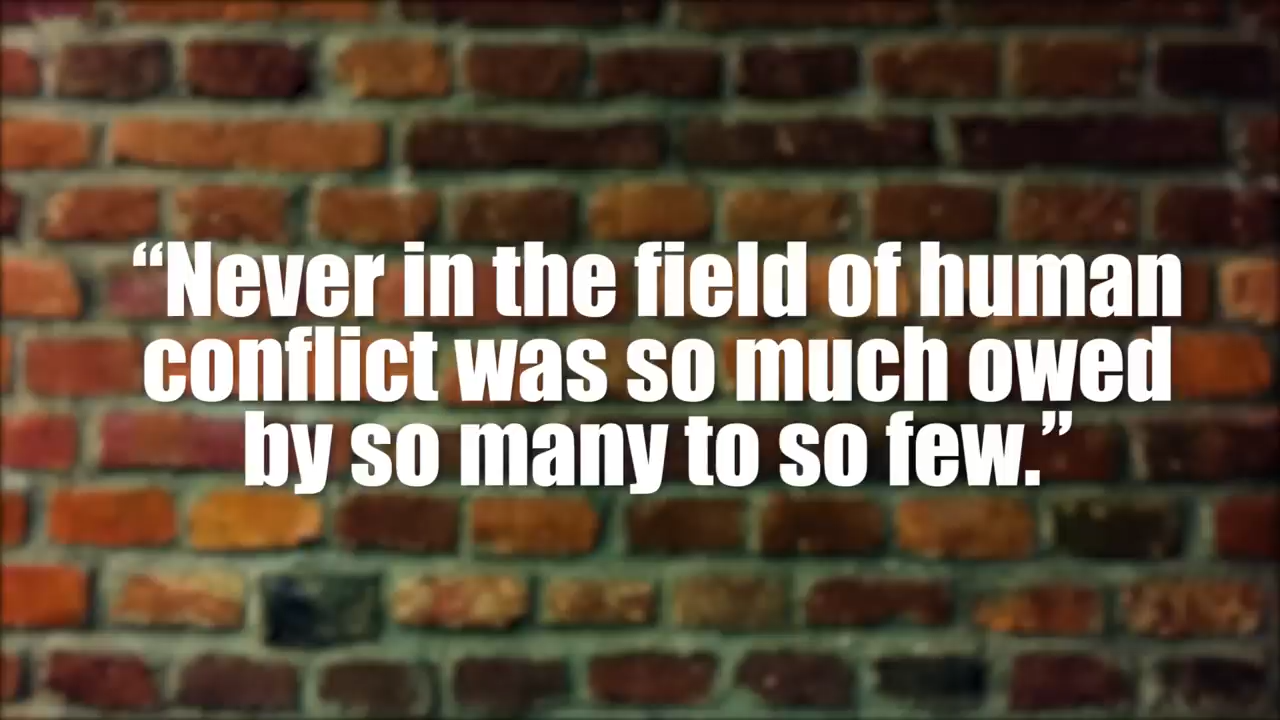 “Never in the field of human
conflict was so much owed
by so many to so few.”